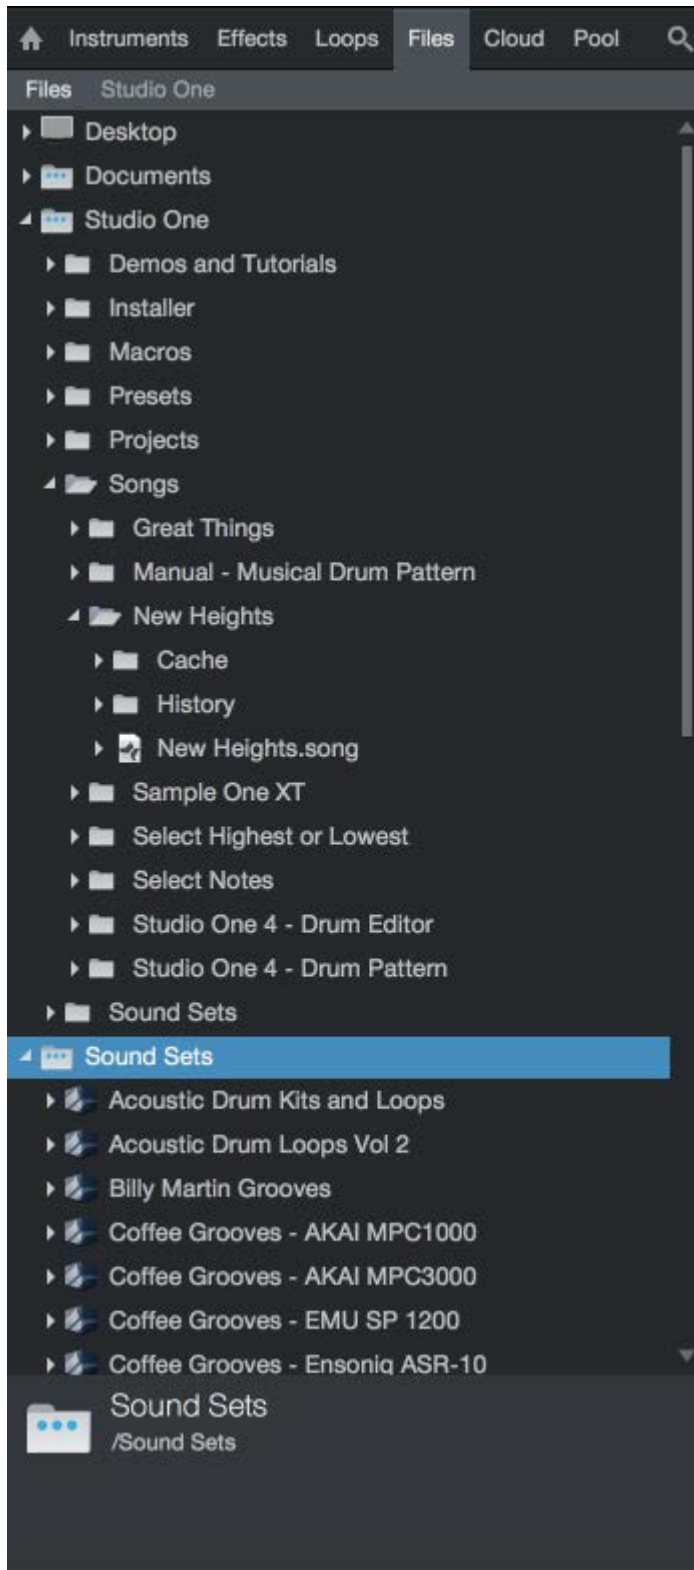 Instruments Effects Loops Files Cloud Pool
Files Studio One
Desktop
Documents
Studio One
Demos and Tutorials
Installer
Macros
Presets
Projects
Songs
Great Things
Manual - Musical Drum Pattern
New Heights
Cache
History
New Heights.song
Sample One XT
Select Highest or Lowest
Select Notes
Studio One 4 - Drum Editor
Studio One 4 - Drum Pattern
Sound Sets
Sound Sets
Acoustic Drum Kits and Loops
Acoustic Drum Loops Vol 2
Billy Martin Grooves
Coffee Grooves - AKAI MPC1000
Coffee Grooves - AKAI MPC3000
Coffee Grooves - EMU SP 1200
Coffee Grooves - Ensoniq ASR-10
Sound Sets
/Sound Sets